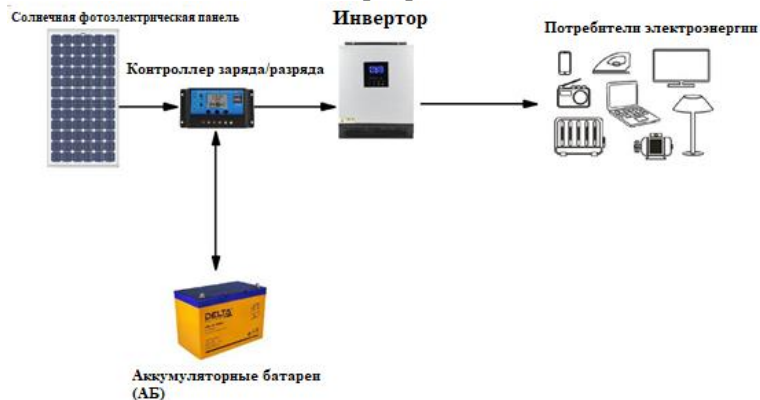 Солнечная фотоэлектрическая панель
Инвертор
Потребители электроэнергии
Контроллер заряда/разряда
DELTA
Аккумуляторные батареи
(АБ)